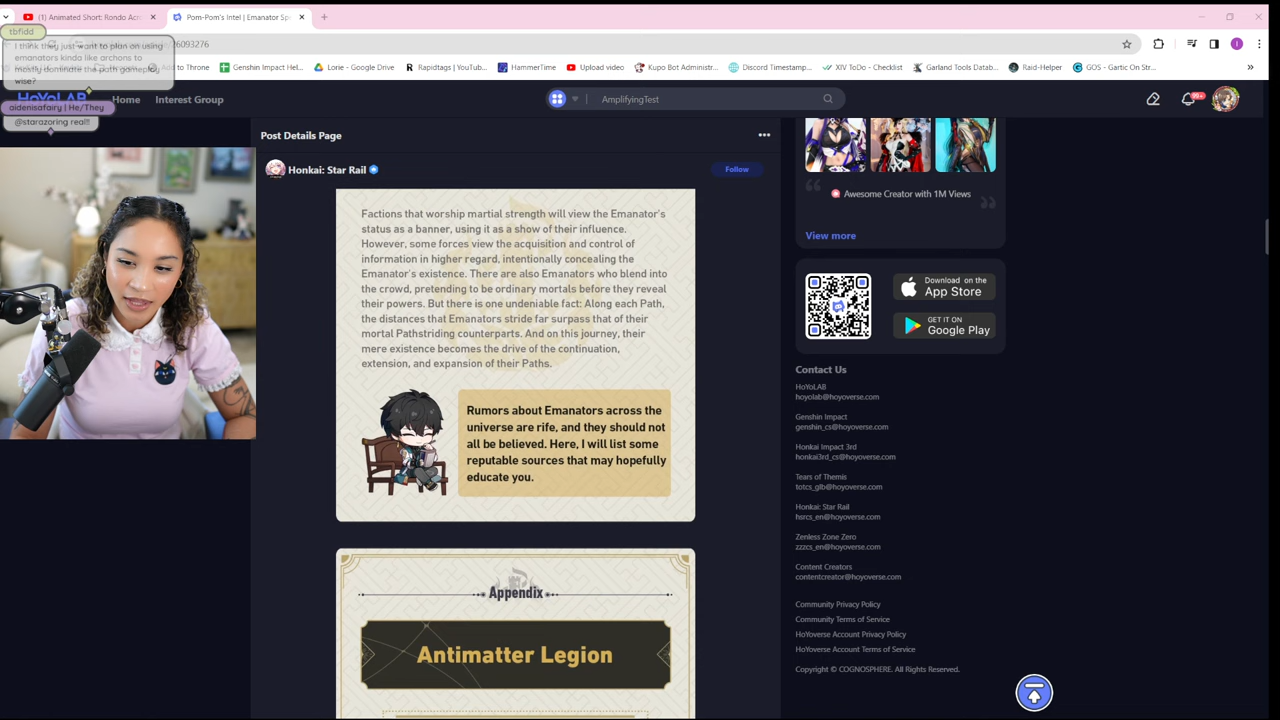 (1) Animated Short: Rondo Acro
Pom-Pom's Intel | Emanator Sp
tbfidd
I think they just want to plan on using
emanators kinda like archons to
mostly dominate the path gameplay
wise?
aidenisafairy | He/They
@starazoring real!!
26093276
Add to Throne
Genshin Impact Hel...
Lorie - Google Drive
Rapidtags | YouTub...
HammerTime
Upload video
Kupo Bot Administr...
Discord Timestamp...
XIV ToDo - Checklist
Garland Tools Datab...
Raid-Helper
GOS - Gartic On Str...
HoYoLAB
Home
Interest Group
AmplifyingTest
99+
Post Details Page
Honkai: Star Rail
Follow
Factions that worship martial strength will view the Emanator's
status as a banner, using it as a show of their influence.
However, some forces view the acquisition and control of
information in higher regard, intentionally concealing the
Emanator's existence. There are also Emanators who blend into
the crowd, pretending to be ordinary mortals before they reveal
their powers. But there is one undeniable fact: Along each Path,
the distances that Emanators stride far surpass that of their
mortal Pathstriding counterparts. And on this journey, their
mere existence becomes the drive of the continuation,
extension, and expansion of their Paths.
Rumors about Emanators across the
universe are rife, and they should not
all be believed. Here, I will list some
reputable sources that may hopefully
educate you.
Appendix
Antimatter Legion
Awesome Creator with 1M Views
View more
Download on the
App Store
GET IT ON
Google Play
Contact Us
HoYoLAB
hoyolab@hoyoverse.com
Genshin Impact
genshin_cs@hoyoverse.com
Honkai Impact 3rd
honkai3rd_cs@hoyoverse.com
Tears of Themis
totcs_glb@hoyoverse.com
Honkai: Star Rail
hsrcs_en@hoyoverse.com
Zenless Zone Zero
zzzcs_en@hoyoverse.com
Content Creators
contentcreator@hoyoverse.com
Community Privacy Policy
Community Terms of Service
HoYoverse Account Privacy Policy
HoYoverse Account Terms of Service
Copyright © COGNOSPHERE. All Rights Reserved.